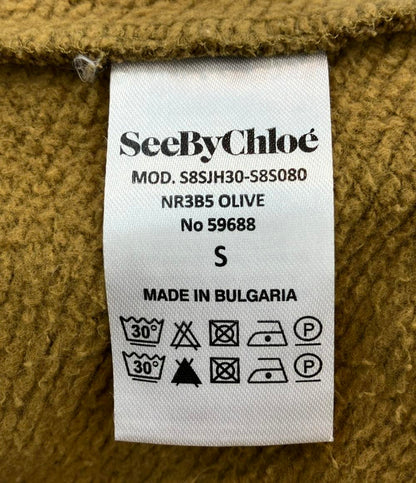 SeeByChloé
MOD. S8SJH30-S8S080
NR3B5 OLIVE
No 59688
S
MADE IN BULGARIA
30° P
30° P